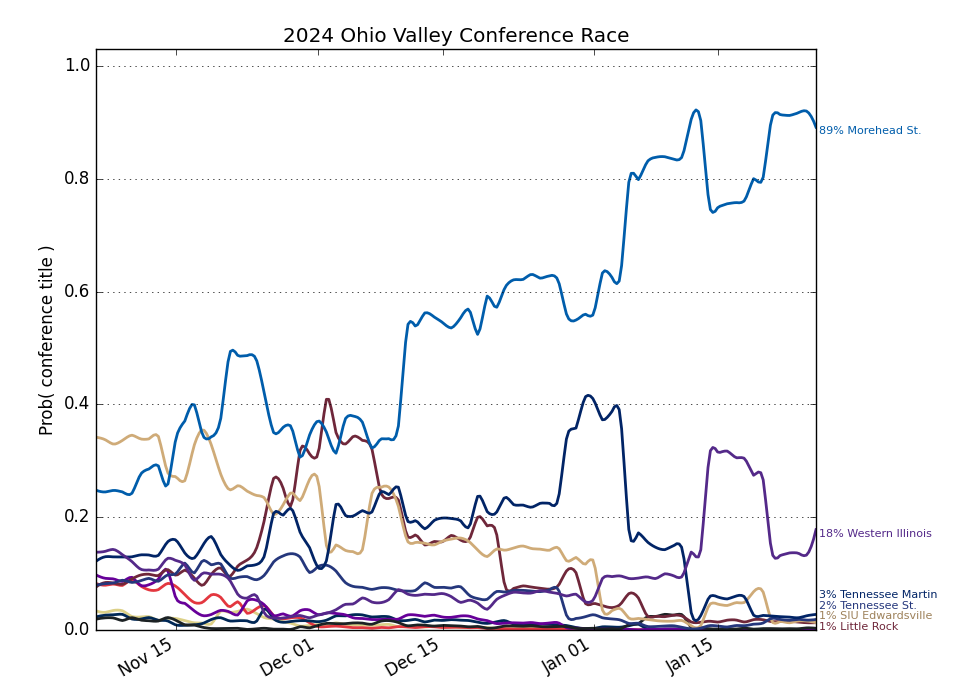 2024 Ohio Valley Conference Race
Prob( conference title )
1.0
0.8
0.6
0.4
0.2
0.0
Nov 15
Dec 01
Dec 15
Jan 01
Jan 15
89% Morehead St.
18% Western Illinois
3% Tennessee Martin
2% Tennessee St.
1% SIU Edwardsville
1% Little Rock